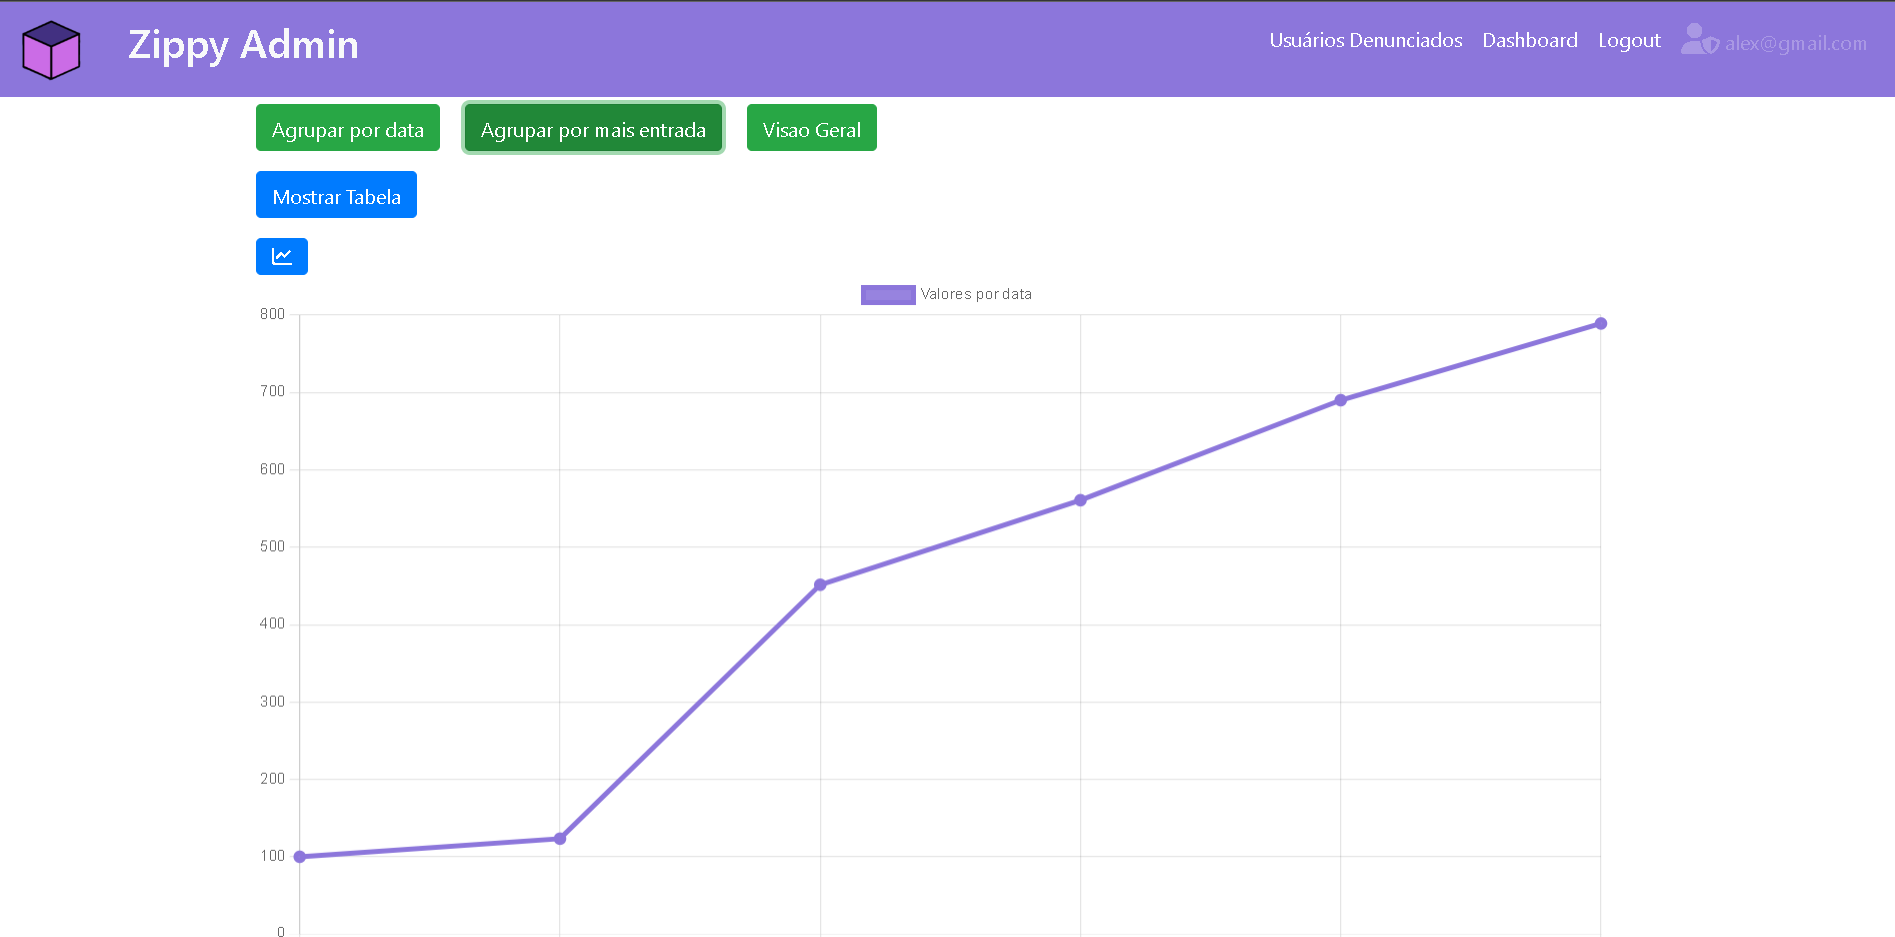 Zippy Admin
Usuários Denunciados Dashboard Logout alex@gmail.com
Agrupar por data Agrupar por mais entrada Visao Geral
Mostrar Tabela
Valores por data
800
700
600
500
400
300
200
100
0